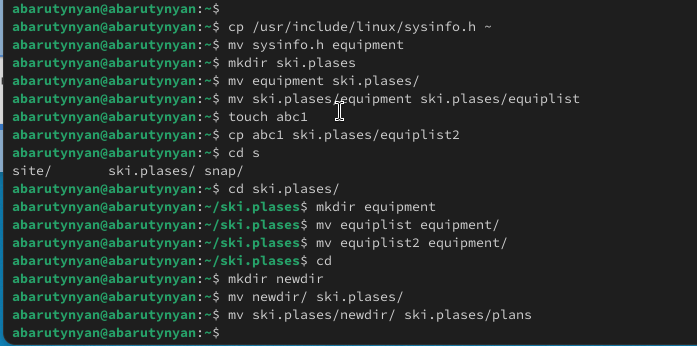 abarutynyan@abarutynyan:~$
abarutynyan@abarutynyan:~$ cp /usr/include/linux/sysinfo.h ~
abarutynyan@abarutynyan:~$ mv sysinfo.h equipment
abarutynyan@abarutynyan:~$ mkdir ski.plases
abarutynyan@abarutynyan:~$ mv equipment ski.plases/
abarutynyan@abarutynyan:~$ mv ski.plases/equipment ski.plases/equiplist
abarutynyan@abarutynyan:~$ touch abc1
abarutynyan@abarutynyan:~$ cp abc1 ski.plases/equiplist2
abarutynyan@abarutynyan:~$ cd s
site/       ski.plases/ snap/
abarutynyan@abarutynyan:~$ cd ski.plases/
abarutynyan@abarutynyan:~/ski.plases$ mkdir equipment
abarutynyan@abarutynyan:~/ski.plases$ mv equiplist equipment/
abarutynyan@abarutynyan:~/ski.plases$ mv equiplist2 equipment/
abarutynyan@abarutynyan:~/ski.plases$ cd
abarutynyan@abarutynyan:~$ mkdir newdir
abarutynyan@abarutynyan:~$ mv newdir/ ski.plases/
abarutynyan@abarutynyan:~$ mv ski.plases/newdir/ ski.plases/plans
abarutynyan@abarutynyan:~$